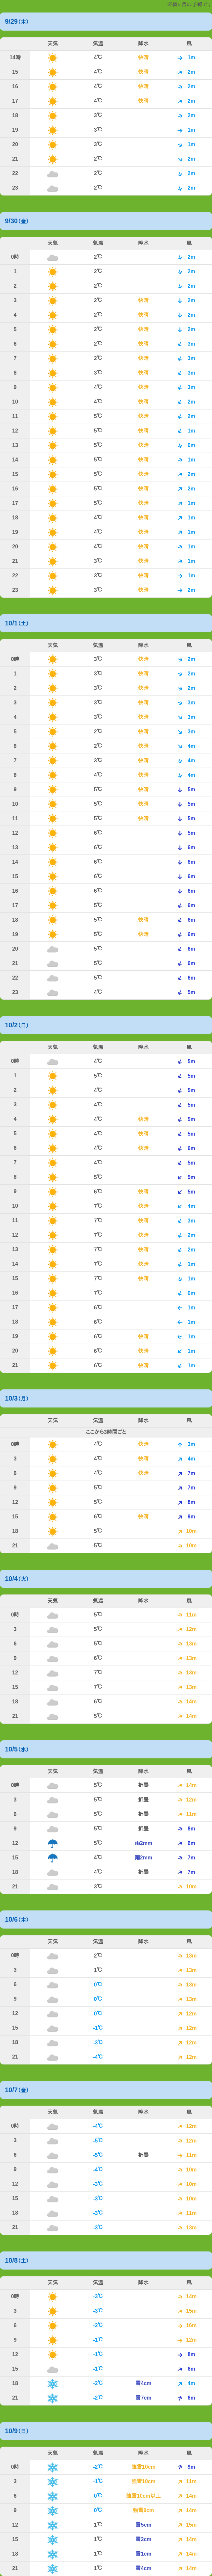 9/29(木)
天気 気温 降水 風
14時 4℃ 快晴 1m
15 4℃ 快晴 2m
16 4℃ 快晴 2m
17 4℃ 快晴 2m
18 3℃ 2m
19 3℃ 1m
20 3℃ 1m
21 2℃ 2m
22 2℃ 2m
23 2℃ 2m
9/30(金)
天気 気温 降水 風
0時 2℃ 2m
1 2℃ 2m
2 2℃ 2m
3 2℃ 快晴 2m
4 2℃ 快晴 2m
5 2℃ 快晴 2m
6 2℃ 快晴 3m
7 2℃ 快晴 3m
8 3℃ 快晴 3m
9 4℃ 快晴 3m
10 4℃ 快晴 2m
11 5℃ 快晴 2m
12 5℃ 快晴 1m
13 5℃ 快晴 0m
14 5℃ 快晴 1m
15 5℃ 快晴 2m
16 5℃ 快晴 2m
17 5℃ 快晴 1m
18 4℃ 快晴 1m
19 4℃ 快晴 1m
20 4℃ 快晴 1m
21 3℃ 快晴 1m
22 3℃ 快晴 1m
23 3℃ 快晴 2m
10/1(土)
天気 気温 降水 風
0時 3℃ 快晴 2m
1 3℃ 快晴 2m
2 3℃ 快晴 2m
3 3℃ 快晴 3m
4 3℃ 快晴 3m
5 2℃ 快晴 3m
6 2℃ 快晴 4m
7 3℃ 快晴 4m
8 4℃ 快晴 4m
9 5℃ 快晴 5m
10 5℃ 快晴 5m
11 5℃ 快晴 5m
12 6℃ 5m
13 6℃ 6m
14 6℃ 6m
15 6℃ 6m
16 6℃ 6m
17 5℃ 6m
18 5℃ 快晴 6m
19 5℃ 快晴 6m
20 5℃ 6m
21 5℃ 6m
22 5℃ 6m
23 4℃ 5m
10/2(日)
天気 気温 降水 風
0時 4℃ 5m
1 5℃ 5m
2 4℃ 5m
3 4℃ 5m
4 4℃ 快晴 5m
5 4℃ 快晴 5m
6 4℃ 快晴 6m
7 4℃ 5m
8 5℃ 5m
9 6℃ 快晴 5m
10 7℃ 快晴 4m
11 7℃ 快晴 3m
12 7℃ 快晴 2m
13 7℃ 快晴 2m
14 7℃ 快晴 1m
15 7℃ 快晴 1m
16 7℃ 0m
17 6℃ 1m
18 6℃ 1m
19 6℃ 快晴 1m
20 6℃ 快晴 1m
21 6℃ 快晴 1m
10/3(月)
天気 気温 降水 風
ここから3時間ごと
0時 4℃ 快晴 3m
3 4℃ 快晴 4m
6 4℃ 快晴 7m
9 5℃ 7m
12 5℃ 8m
15 6℃ 快晴 9m
18 5℃ 10m
21 5℃ 10m
10/4(火)
天気 気温 降水 風
0時 5℃ 11m
3 5℃ 12m
6 5℃ 13m
9 6℃ 13m
12 7℃ 13m
15 7℃ 13m
18 6℃ 14m
21 5℃ 14m
10/5(水)
天気 気温 降水 風
0時 5℃ 折畳 14m
3 5℃ 折畳 12m
6 5℃ 折畳 11m
9 5℃ 折畳 8m
12 5℃ 雨2mm 6m
15 4℃ 雨2mm 7m
18 4℃ 折畳 7m
21 3℃ 10m
10/6(木)
天気 気温 降水 風
0時 2℃ 13m
3 1℃ 13m
6 0℃ 13m
9 0℃ 13m
12 0℃ 12m
15 -1℃ 12m
18 -3℃ 12m
21 -4℃ 12m
10/7(金)
天気 気温 降水 風
0時 -4℃ 12m
3 -5℃ 12m
6 -5℃ 折畳 11m
9 -4℃ 10m
12 -3℃ 10m
15 -3℃ 10m
18 -3℃ 11m
21 -3℃ 13m
10/8(土)
天気 気温 降水 風
0時 -3℃ 14m
3 -3℃ 15m
6 -2℃ 16m
9 -1℃ 12m
12 -1℃ 8m
15 -1℃ 6m
18 -2℃ 雪4cm 4m
21 -2℃ 雪7cm 6m
10/9(日)
天気 気温 降水 風
0時 -2℃ 強雪10cm 9m
3 -1℃ 強雪10cm 11m
6 0℃ 強雪10cm以上 14m
9 0℃ 強雪9cm 14m
12 1℃ 雪5cm 15m
15 1℃ 雪2cm 14m
18 1℃ 雪1cm 14m
21 1℃ 雪4cm 14m